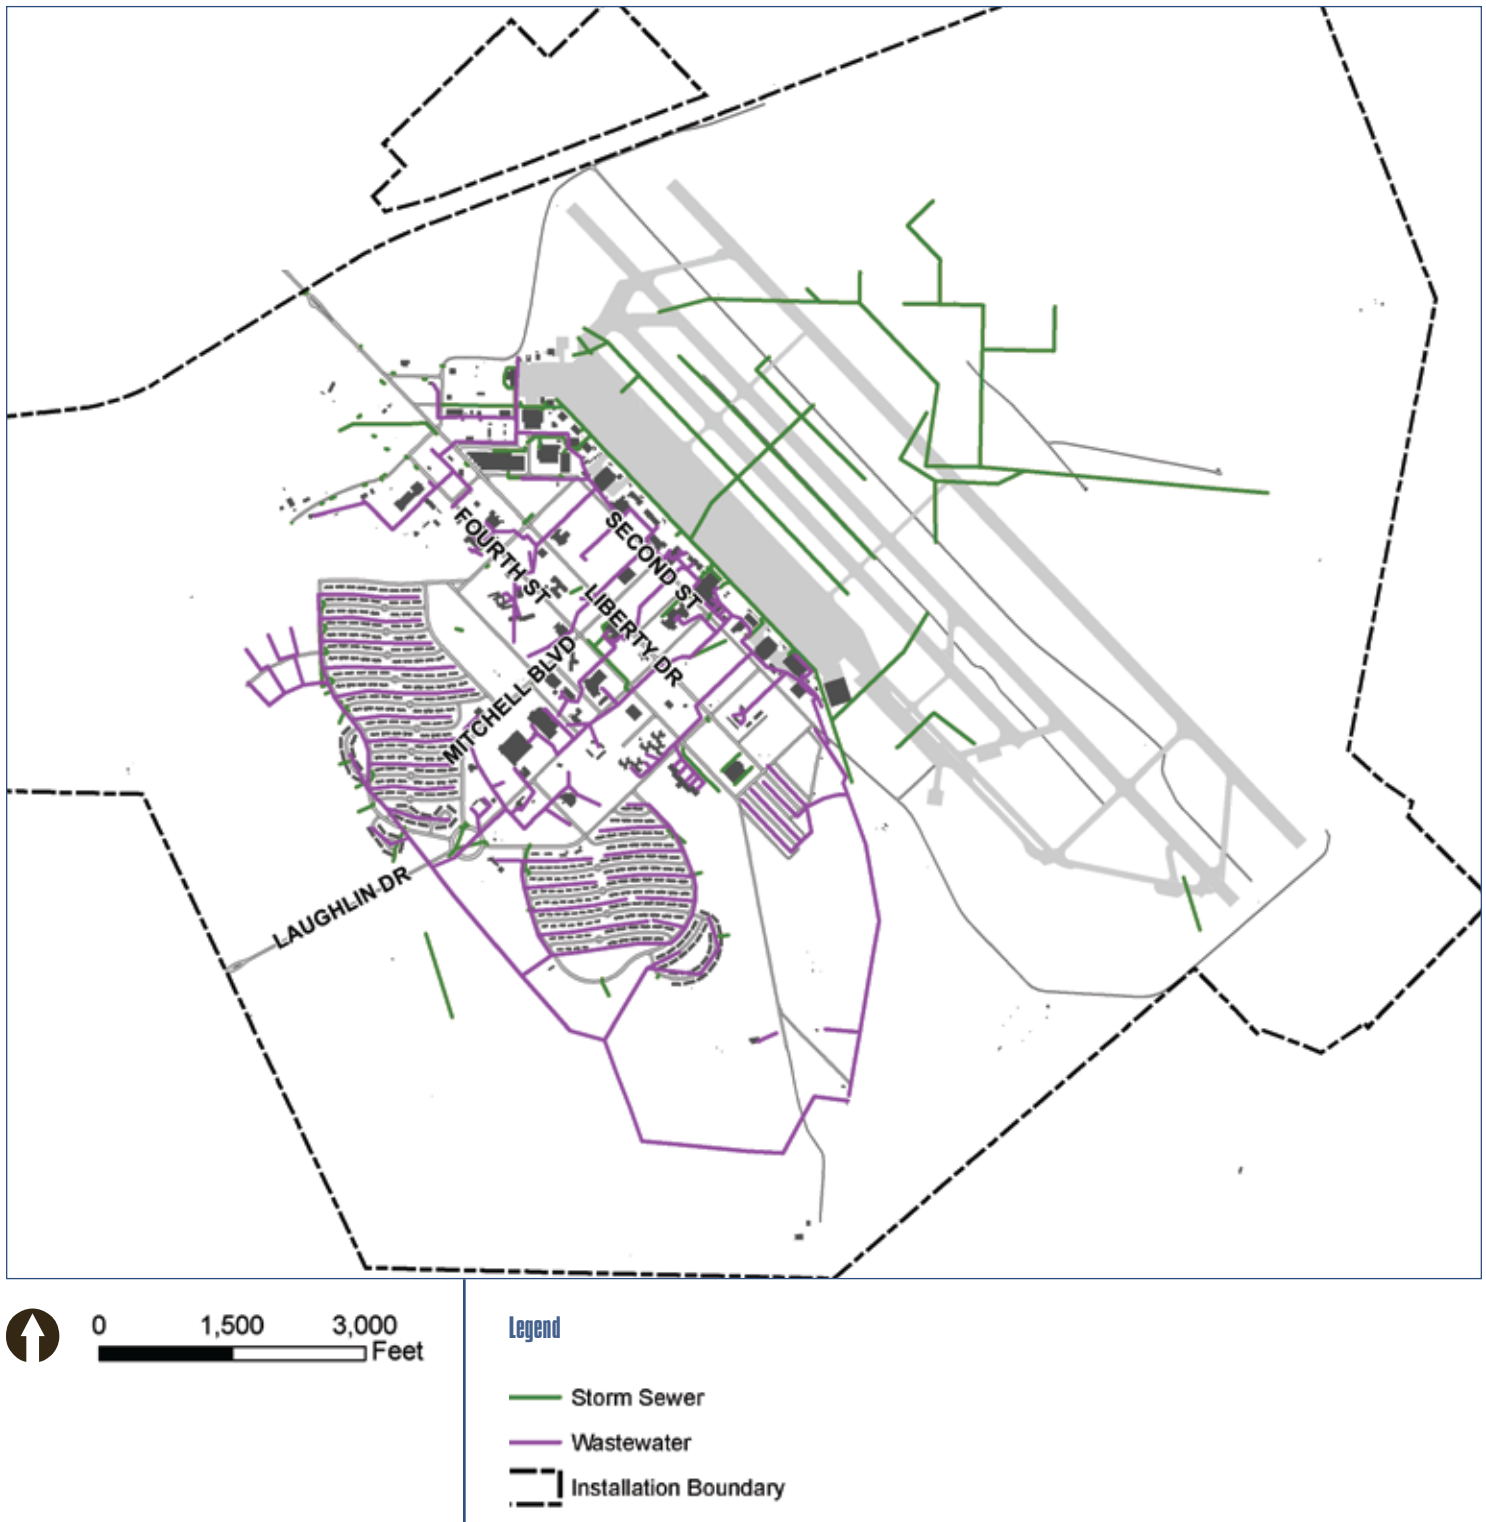 FOURTH ST
SECOND ST
LIBERTY DR
MITCHELL BLVD
LAUGHLIN DR
0 1,500 3,000
Feet
Legend
Storm Sewer
Wastewater
Installation Boundary